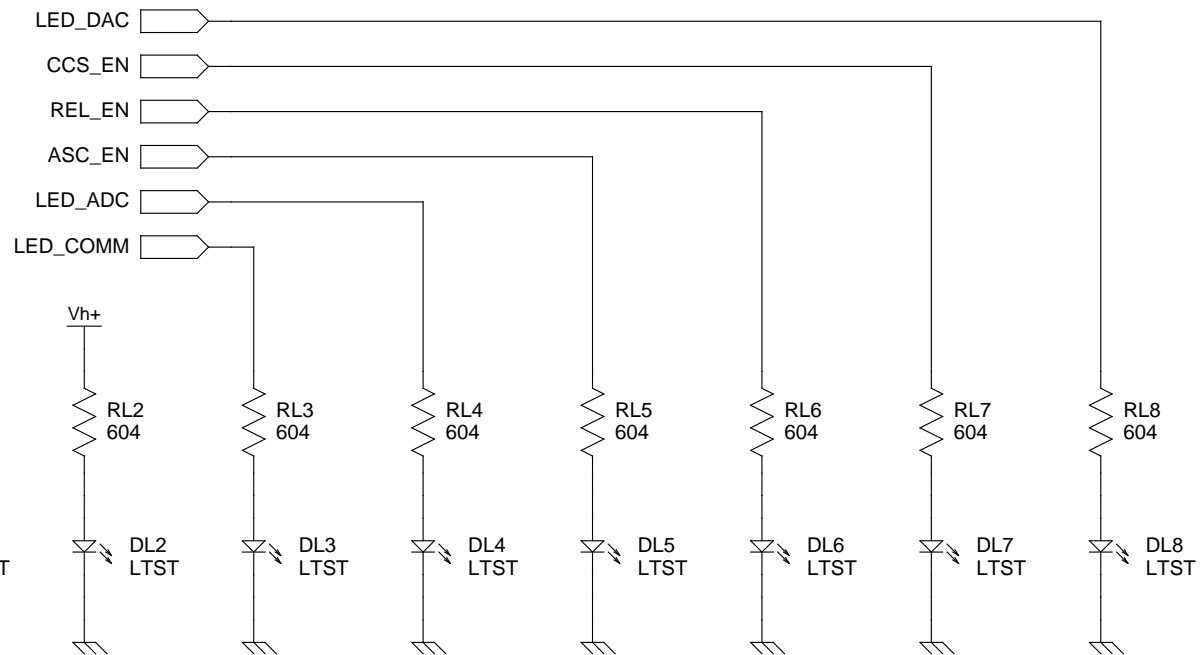 LED_DAC
CCS_EN
REL_EN
ASC_EN
LED_ADC
LED_COMM
Vh+
RL2
604
RL3
604
RL4
604
RL5
604
RL6
604
RL7
604
RL8
604
DL2
LTST
DL3
LTST
DL4
LTST
DL5
LTST
DL6
LTST
DL7
LTST
DL8
LTST
T